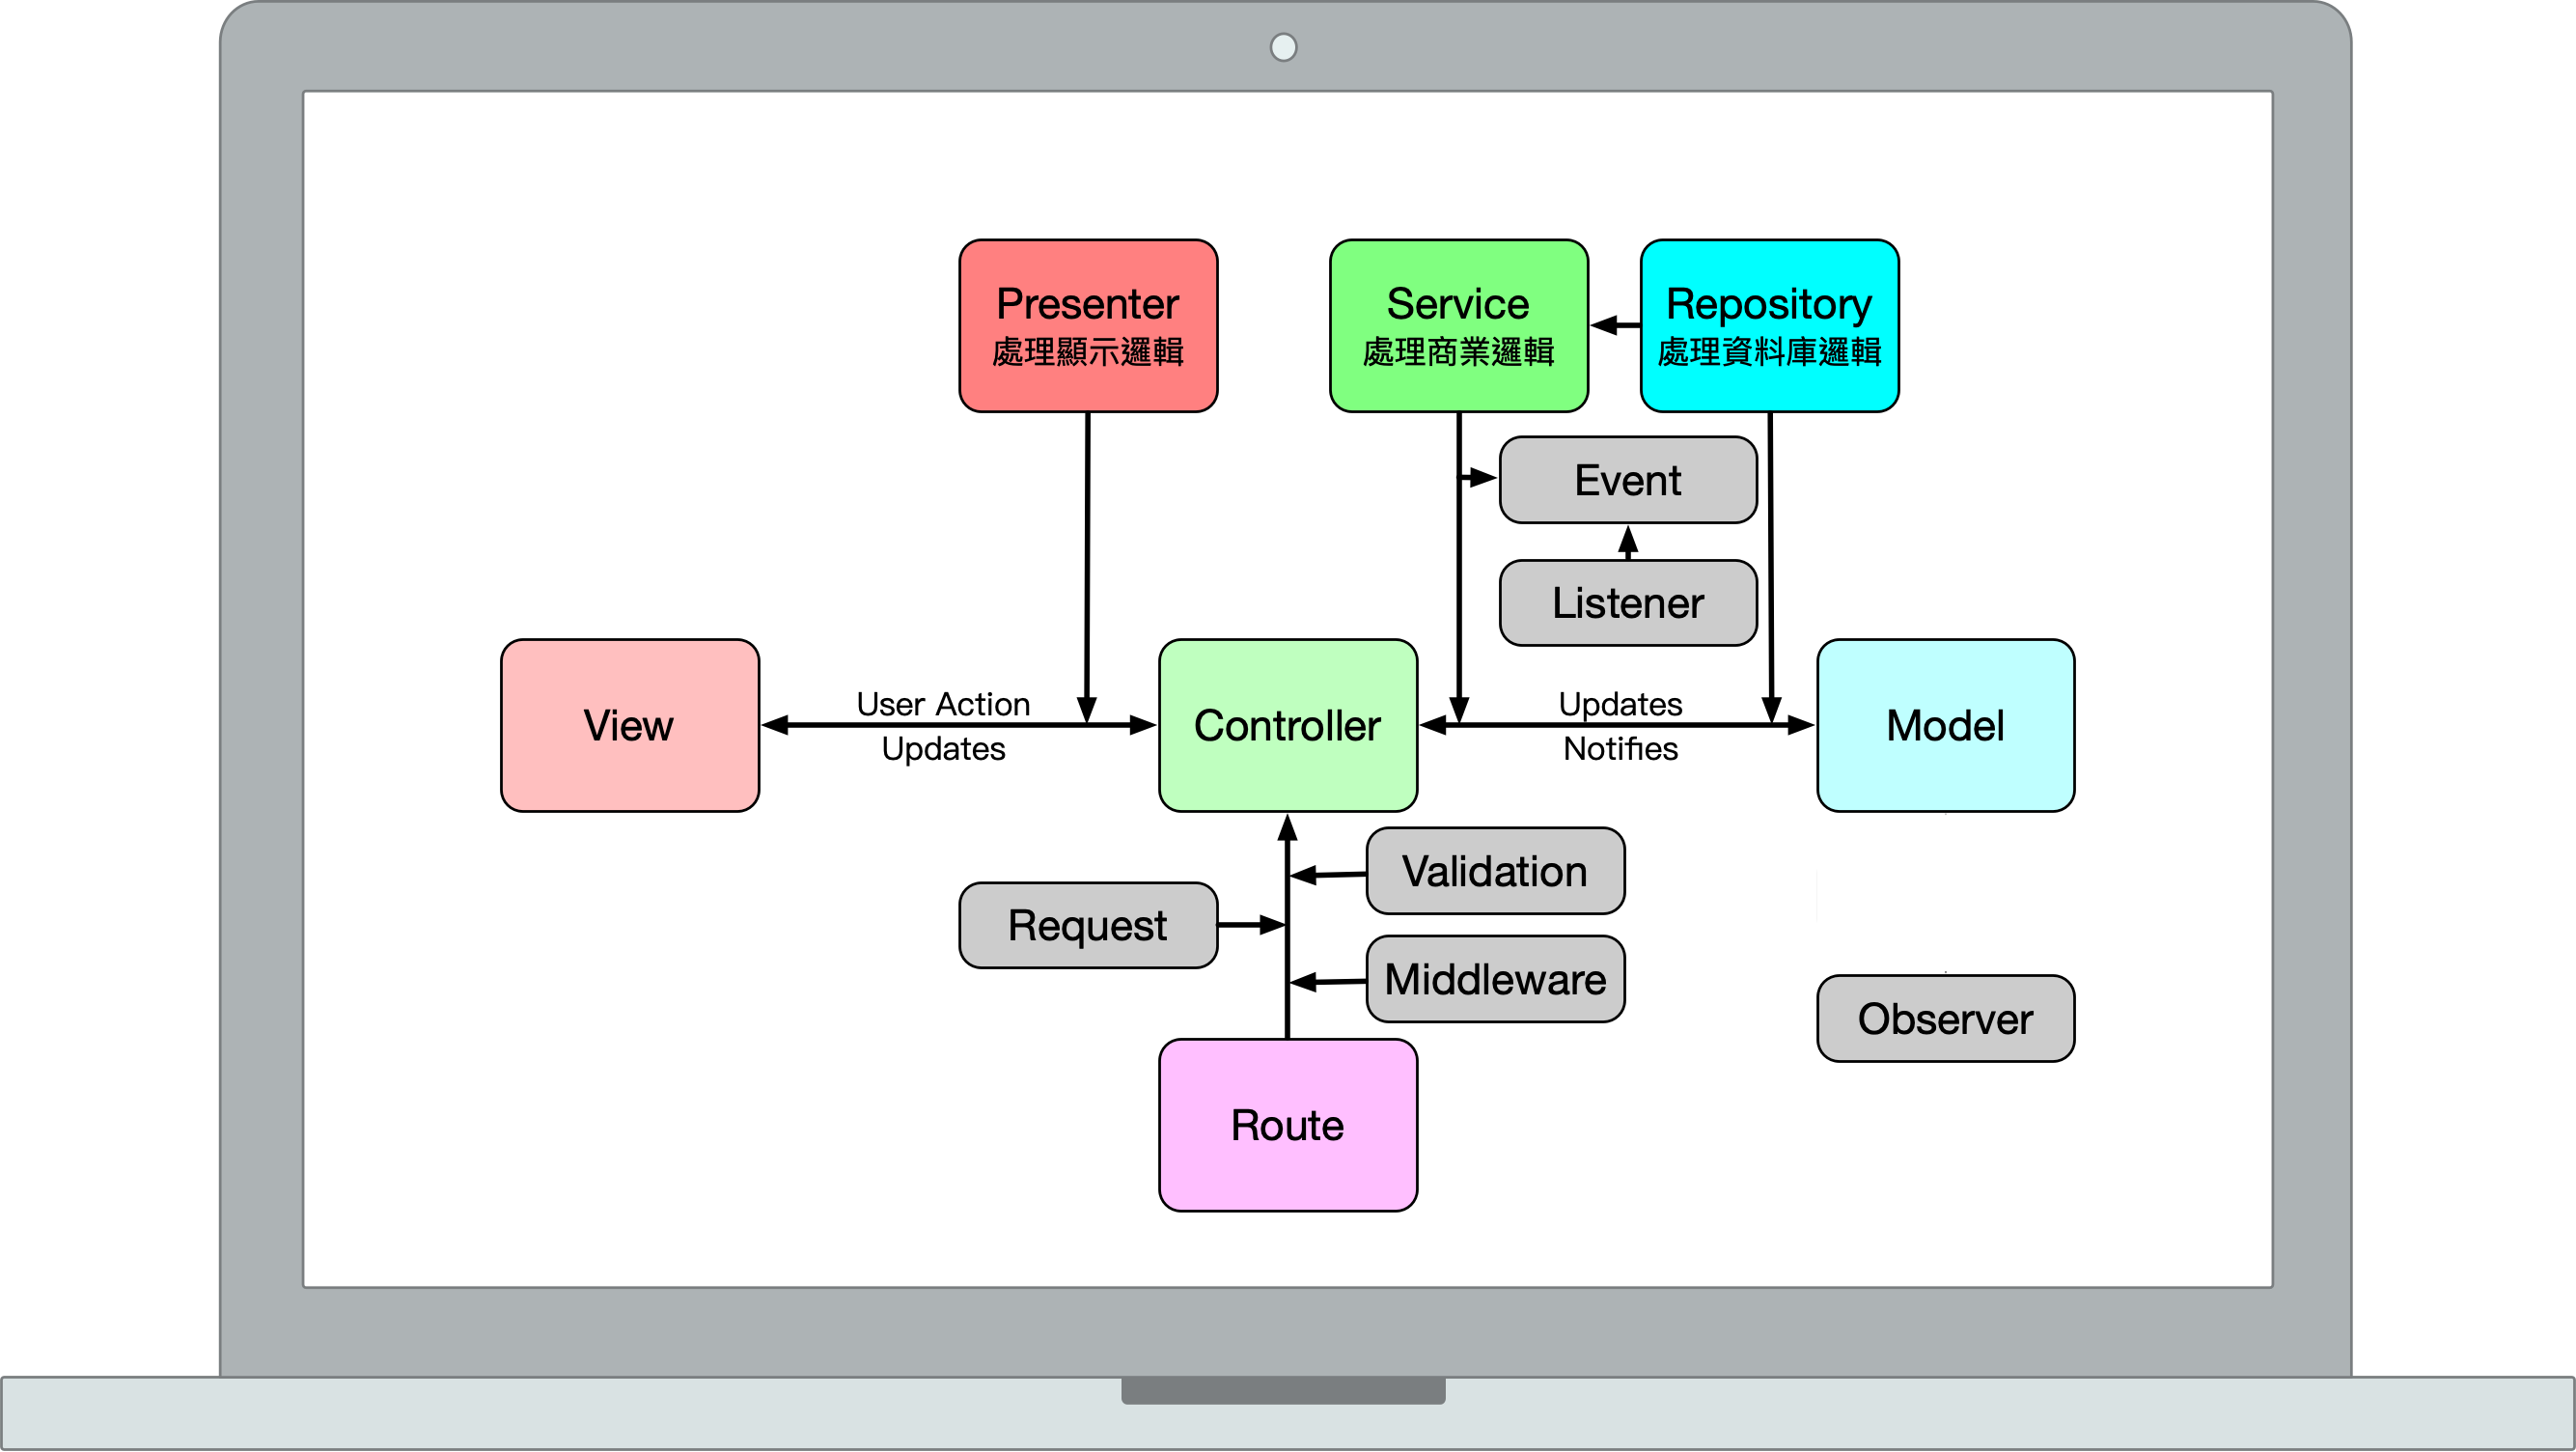 Presenter
處理顯示邏輯
Service
處理商業邏輯
Repository
處理資料庫邏輯
Event
Listener
View
User Action
Updates
Controller
Updates
Notifies
Model
Validation
Request
Middleware
Observer
Route